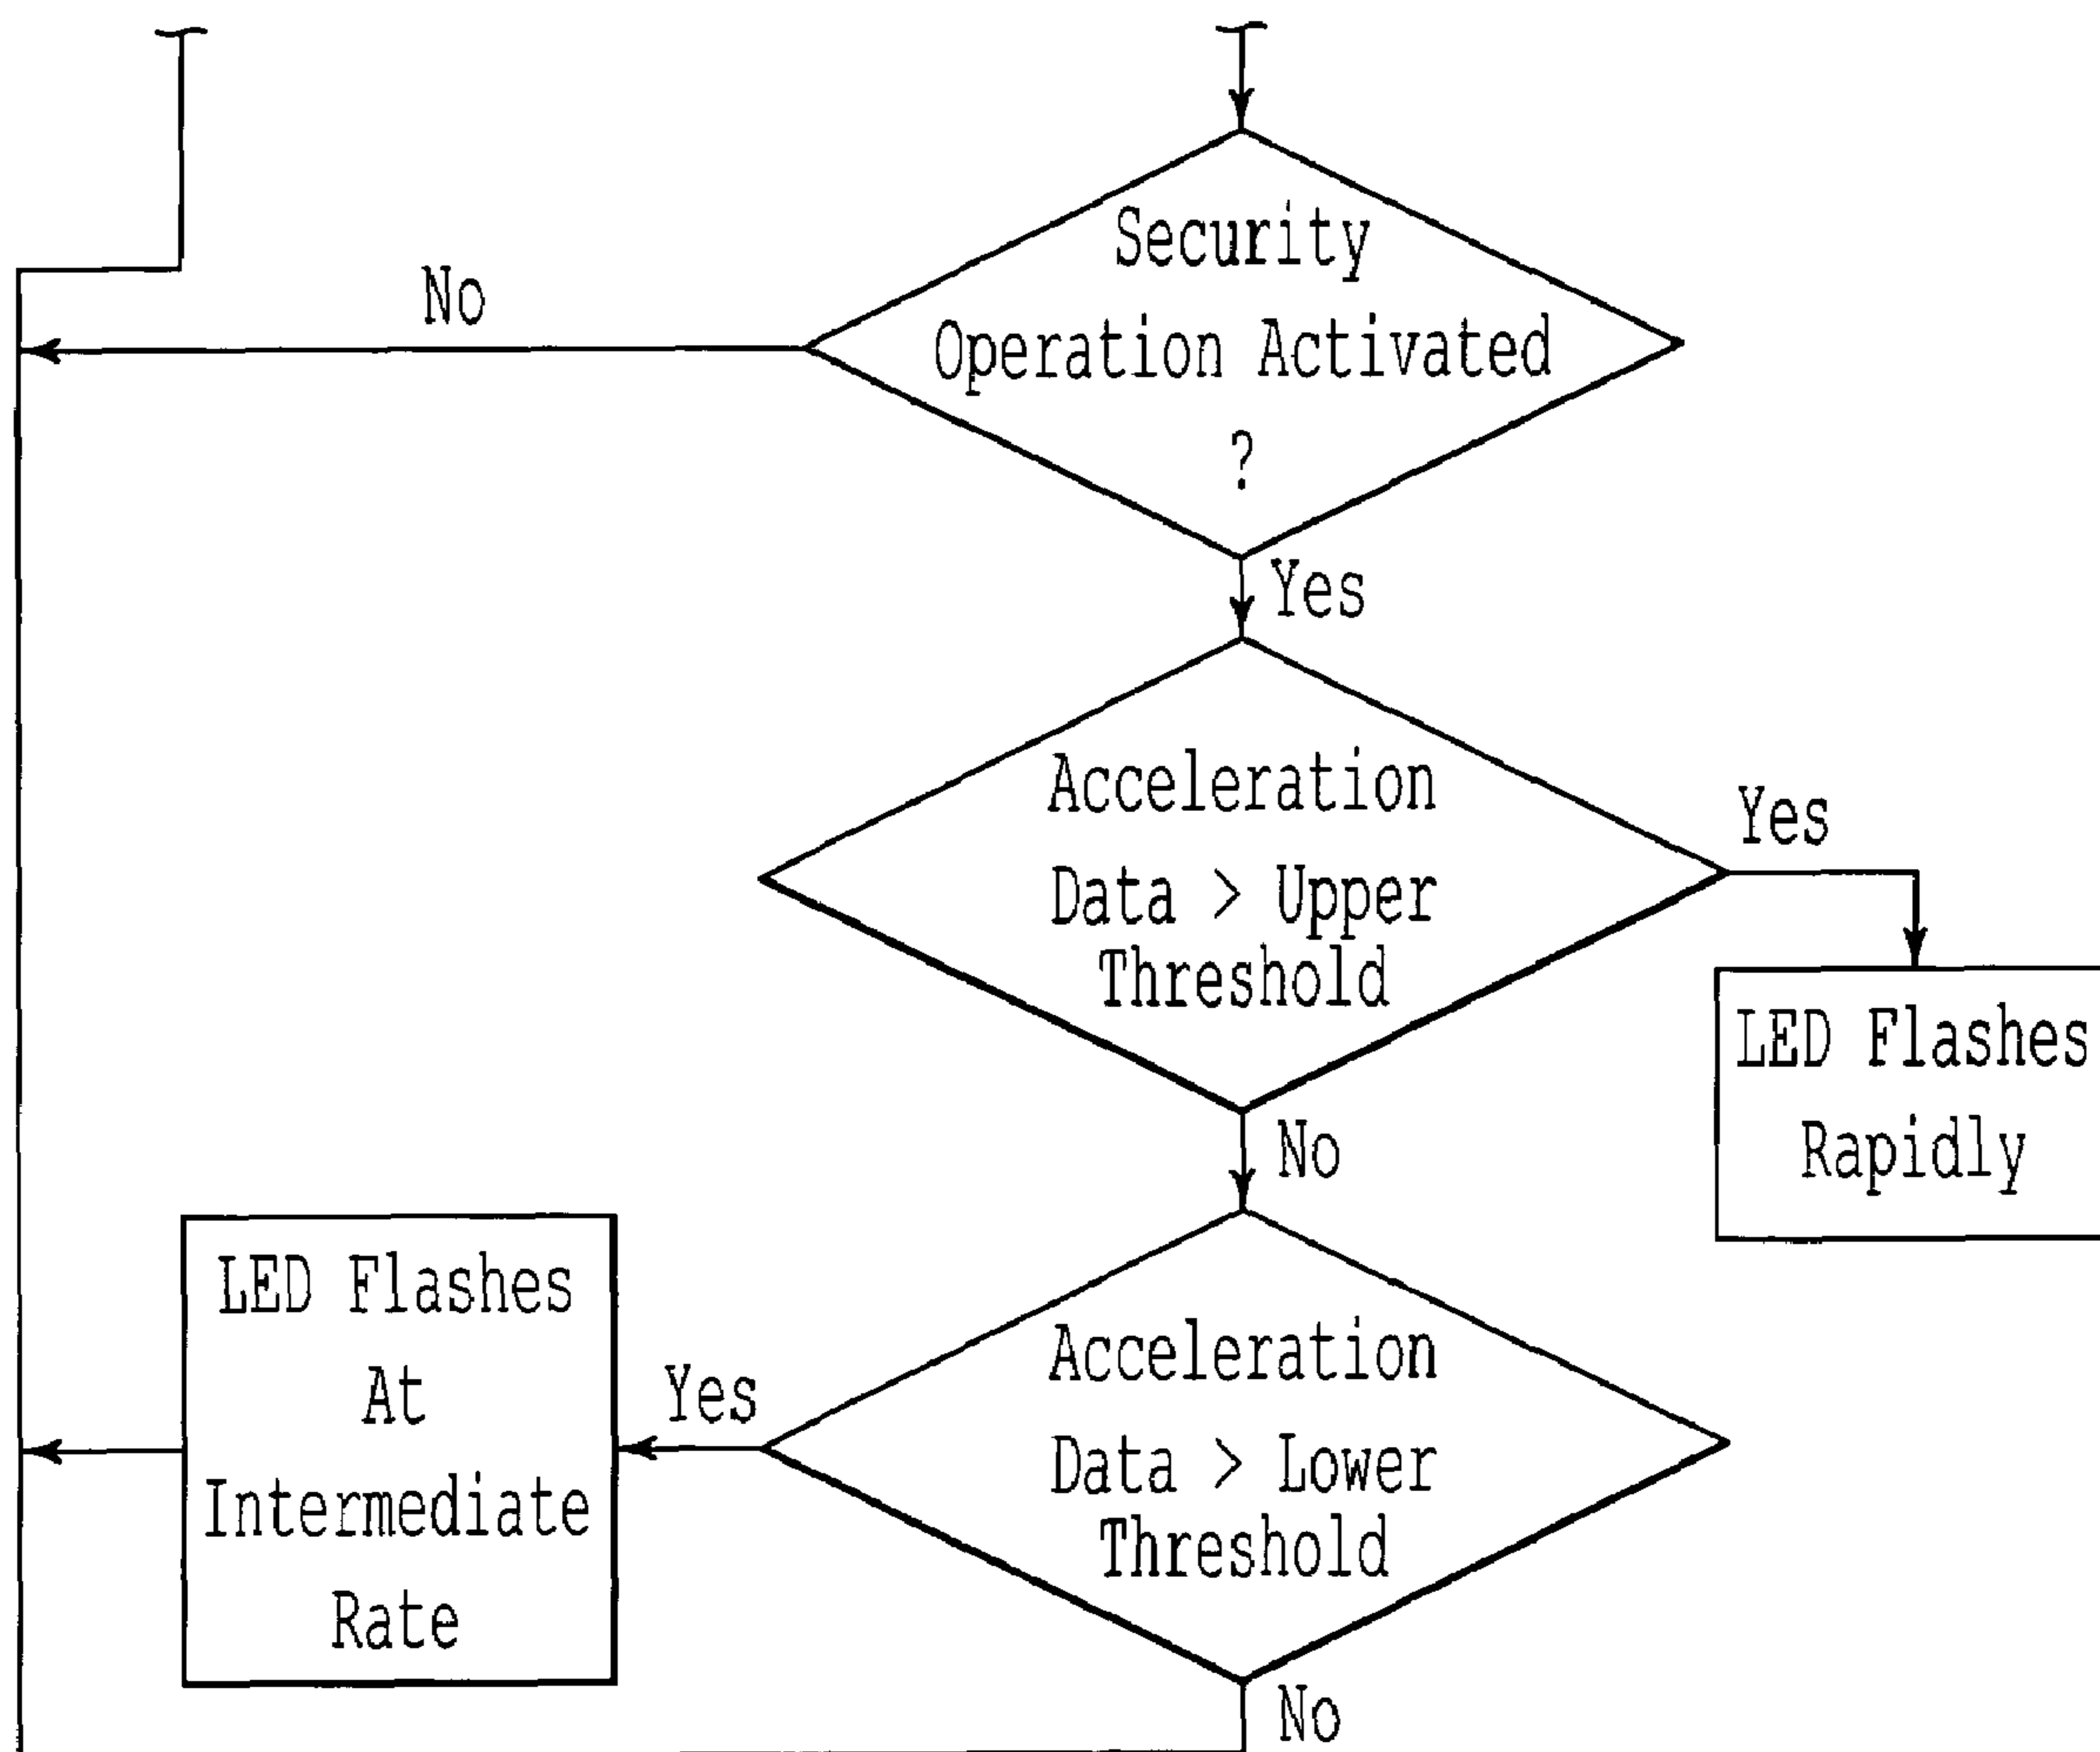 Security
Operation Activated
?
No
Yes
Acceleration
Data > Upper
Threshold
Yes
LED Flashes
Rapidly
No
Acceleration
Data > Lower
Threshold
Yes
LED Flashes
At
Intermediate
Rate
No